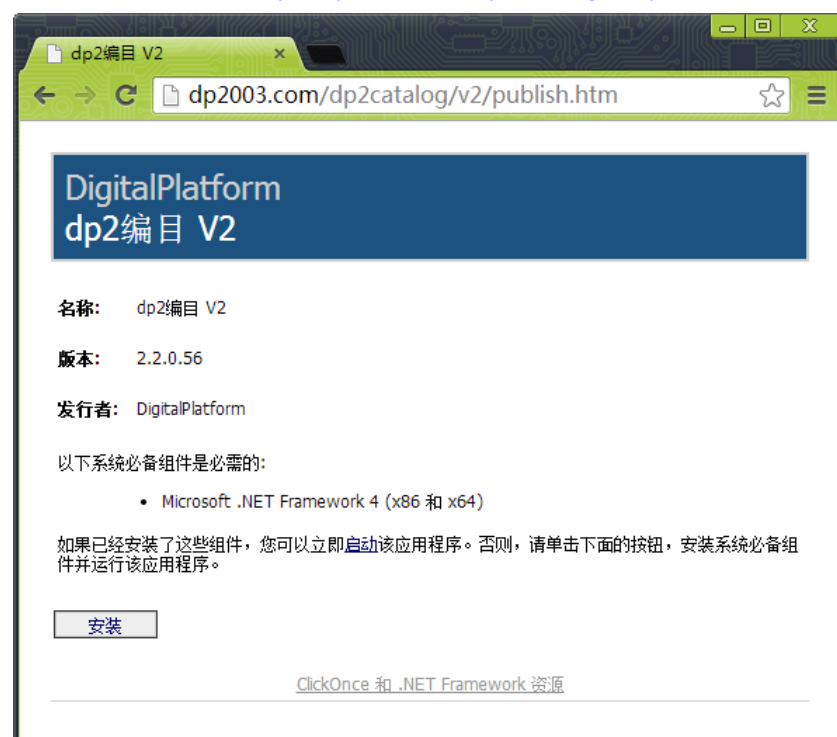 dp2编目 V2
dp2003.com/dp2catalog/v2/publish.htm
DigitalPlatform
dp2编目 V2
名称: dp2编目 V2
版本: 2.2.0.56
发行者: DigitalPlatform
以下系统必备组件是必需的:
• Microsoft .NET Framework 4 (x86 和 x64)
如果已经安装了这些组件，您可以立即启动该应用程序。否则，请单击下面的按钮，安装系统必备组
件并运行该应用程序。
安装
ClickOnce 和 .NET Framework 资源